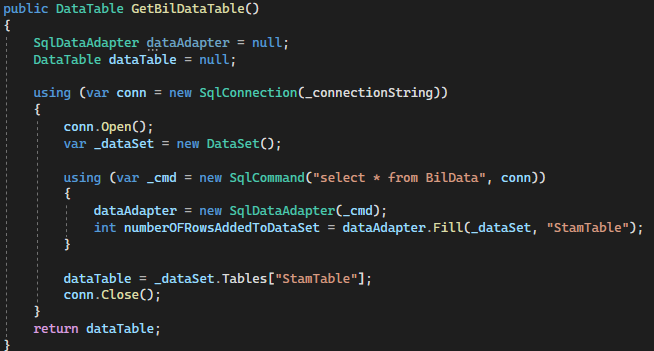 public DataTable GetBilDataTable()
{
    SqlDataAdapter dataAdapter = null;
    DataTable dataTable = null;

    using (var conn = new SqlConnection(_connectionString))
    {
        conn.Open();
        var _dataSet = new DataSet();

        using (var _cmd = new SqlCommand("select * from BilData", conn))
        {
            dataAdapter = new SqlDataAdapter(_cmd);
            int numberOFRowsAddedToDataSet = dataAdapter.Fill(_dataSet, "StamTable");
        }

        dataTable = _dataSet.Tables["StamTable"];
        conn.Close();
    }
    return dataTable;
}